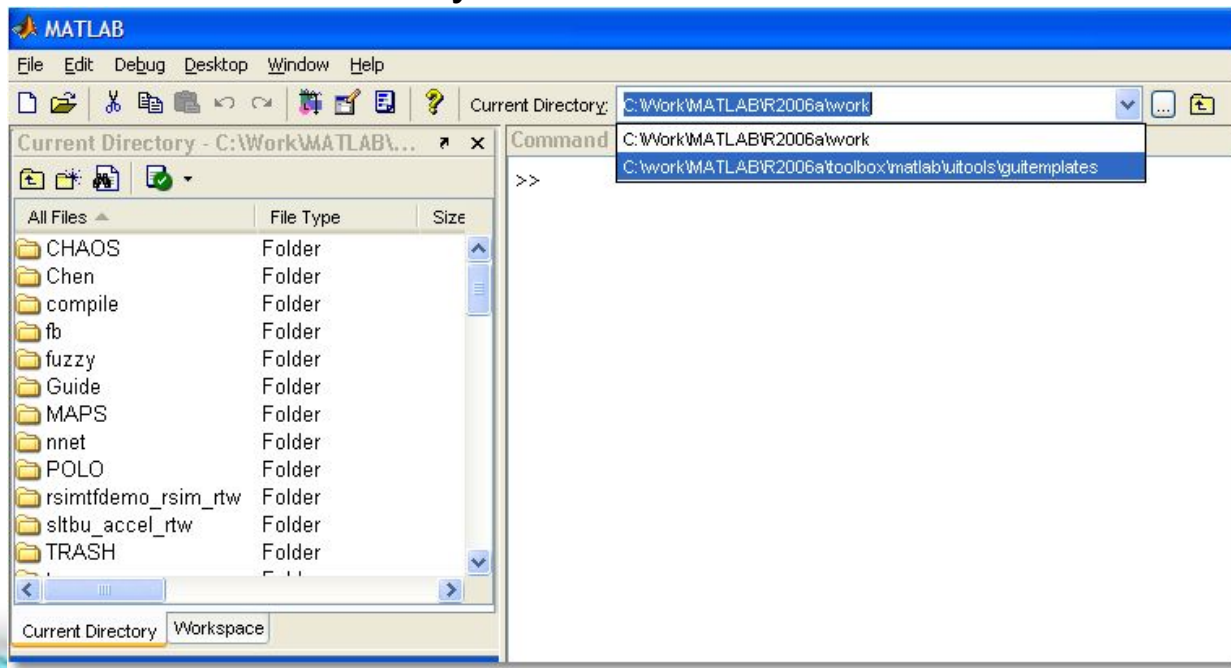 MATLAB
File Edit Debug Desktop Window Help
Current Directory: C:\Work\MATLAB\R2006a\work
C:\Work\MATLAB\R2006a\work
C:\work\MATLAB\R2006a\toolbox\matlab\uitools\guitemplates
Current Directory - C:\Work\MATLAB\...
Command
>>
All Files File Type Size
CHAOS Folder
Chen Folder
compile Folder
fb Folder
fuzzy Folder
Guide Folder
MAPS Folder
nnet Folder
POLO Folder
rsimtfdemo_rsim_rtw Folder
sltbu_accel_rtw Folder
TRASH Folder
Current Directory Workspace